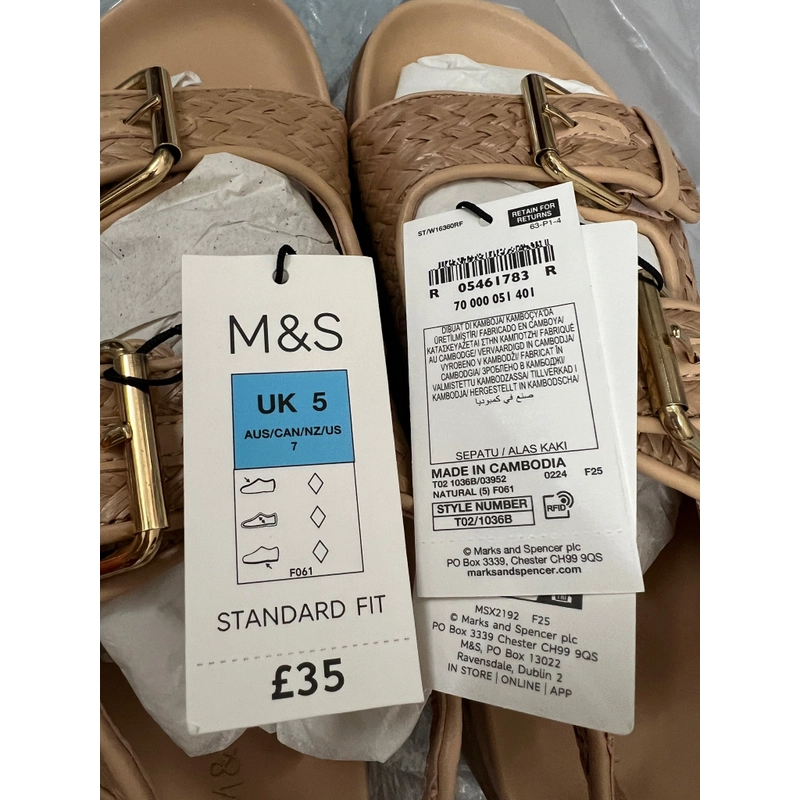 M&S
UK 5
AUS/CAN/NZ/US
7
F061
STANDARD FIT
£35
ST/W16360RF
RETAIN FOR
RETURNS
63-P1-4
R 05461783 R
70 000 051 401
DIBUAT DI KAMBOJA/ KAMBOÇYA'DA
ÜRETİLMİŞTİR/ FABRICADO EN CAMBOYA/
ΚΑΤΑΣΚΕΥΑΖΕΤΑΙ ΣΤΗΝ ΚΑΜΠΟΤΖΗ/ FABRIQUÉ
AU CAMBODGE/ VERVAARDIGD IN CAMBODJA/
VYROBENO V KAMBODŽI/ FABRICAT ÎN
CAMBODGIA/ ЗРОБЛЕНО В КАМБОДЖІ/
VALMISTETTU KAMBODZASSA/ TILLVERKAD I
KAMBODJA/ HERGESTELLT IN KAMBODSCHA/
صنع في كمبوديا
SEPATU / ALAS KAKI
MADE IN CAMBODIA
T02 1036B/03952 0224 F25
NATURAL (5) F061
STYLE NUMBER
T02/1036B
RFID
© Marks and Spencer plc
PO Box 3339, Chester CH99 9QS
marksandspencer.com
MSX2192 F25
© Marks and Spencer plc
PO Box 3339 Chester CH99 9QS
M&S, PO Box 13022
Ravensdale, Dublin 2
IN STORE | ONLINE | APP